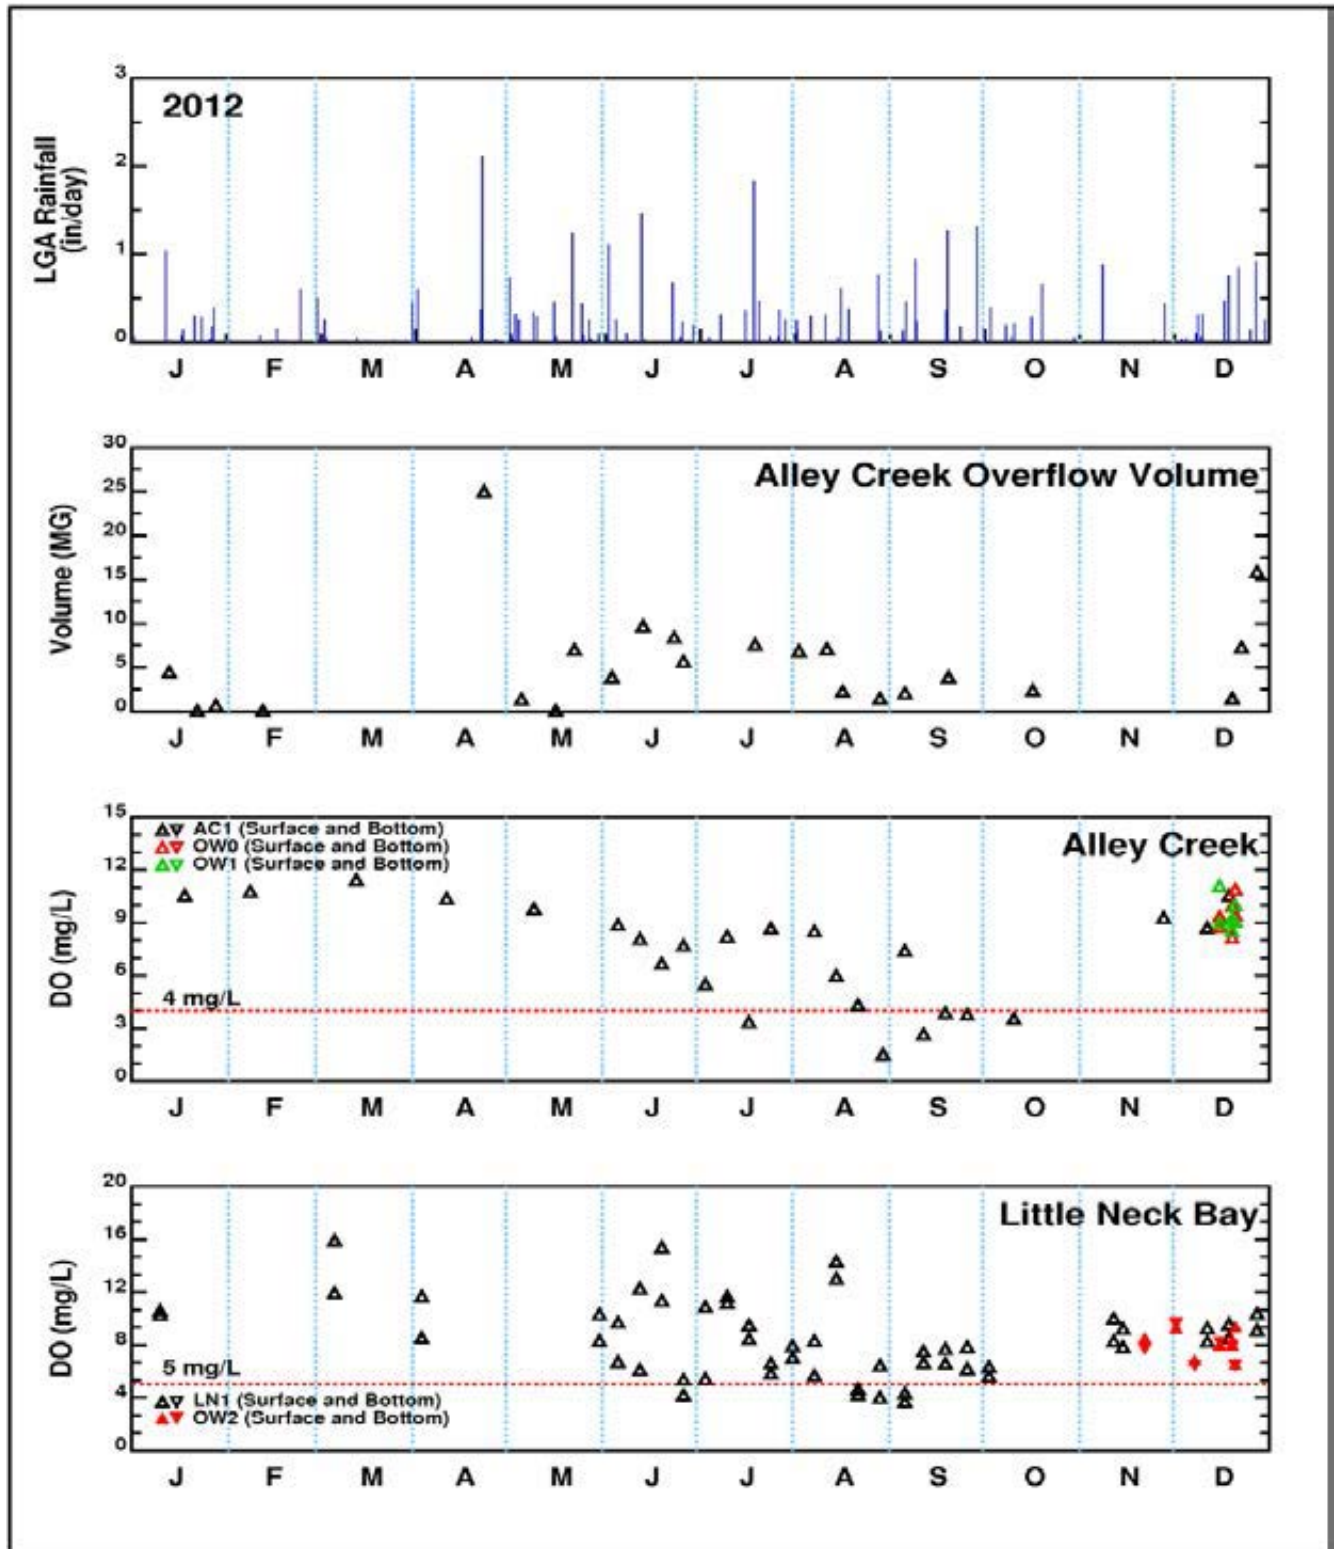 3
2012
2
1
0
LGA Rainfall
(in/day)
J F M A M J J A S O N D
30
Alley Creek Overflow Volume
25
20
15
10
5
0
Volume (MG)
J F M A M J J A S O N D
15
AC1 (Surface and Bottom)
OW0 (Surface and Bottom)
OW1 (Surface and Bottom)
Alley Creek
12
9
6
4 mg/L
3
0
DO (mg/L)
J F M A M J J A S O N D
20
Little Neck Bay
16
12
8
5 mg/L
4
LN1 (Surface and Bottom)
OW2 (Surface and Bottom)
0
DO (mg/L)
J F M A M J J A S O N D